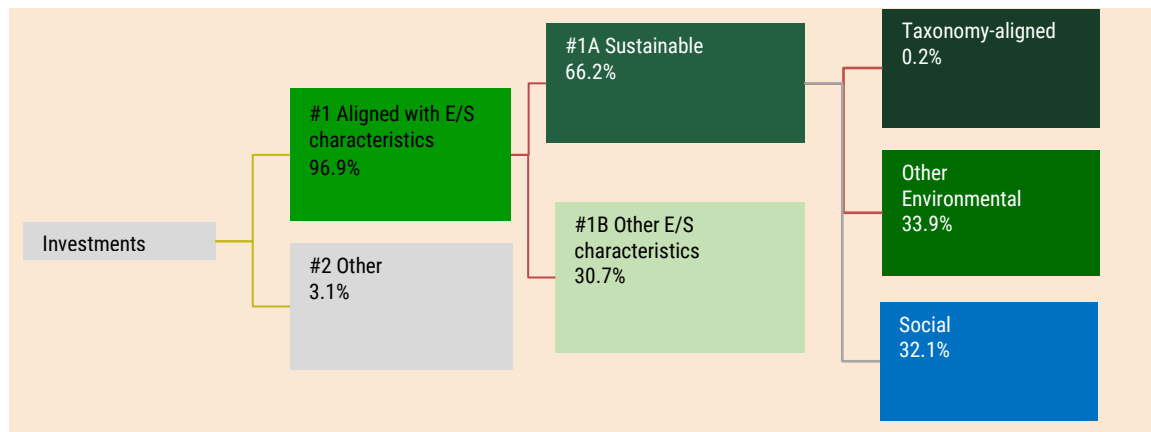 Investments
#1 Aligned with E/S
characteristics
96.9%
#2 Other
3.1%
#1A Sustainable
66.2%
#1B Other E/S
characteristics
30.7%
Taxonomy-aligned
0.2%
Other
Environmental
33.9%
Social
32.1%